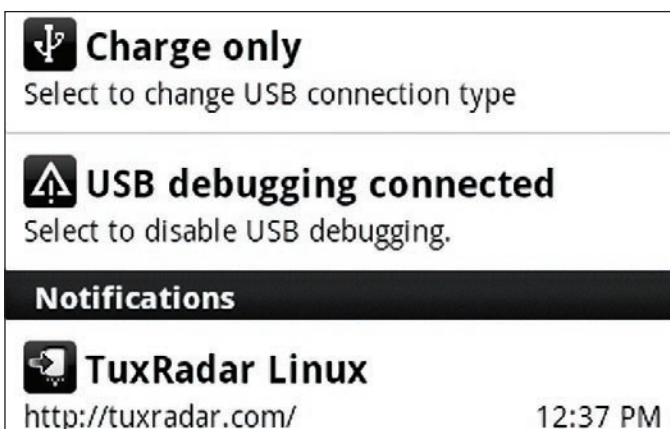 Charge only
Select to change USB connection type
USB debugging connected
Select to disable USB debugging.
Notifications
TuxRadar Linux
http://tuxradar.com/ 12:37 PM